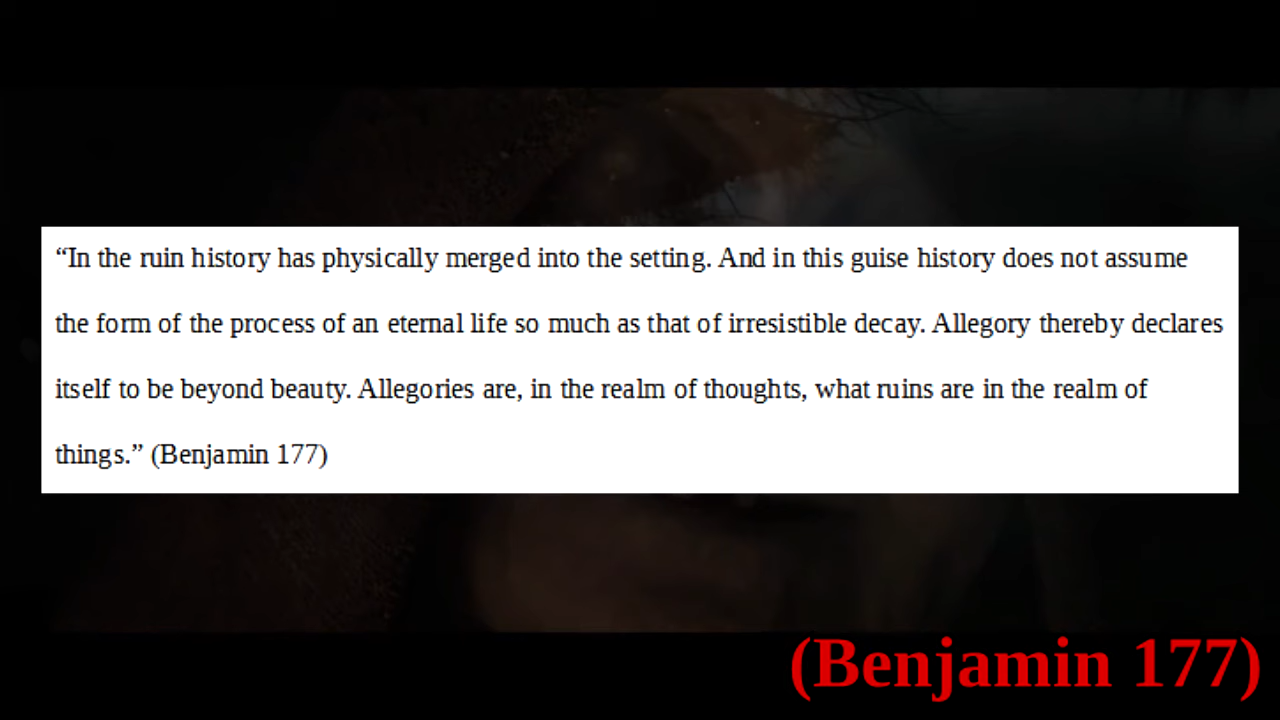 “In the ruin history has physically merged into the setting. And in this guise history does not assume
the form of the process of an eternal life so much as that of irresistible decay. Allegory thereby declares
itself to be beyond beauty. Allegories are, in the realm of thoughts, what ruins are in the realm of
things.” (Benjamin 177)
(Benjamin 177)